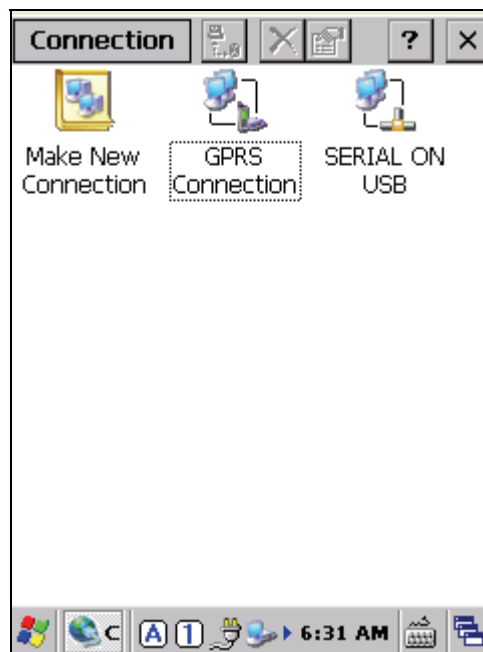 Connection
?
Make New
Connection
GPRS
Connection
SERIAL ON
USB
C
A
1
6:31 AM